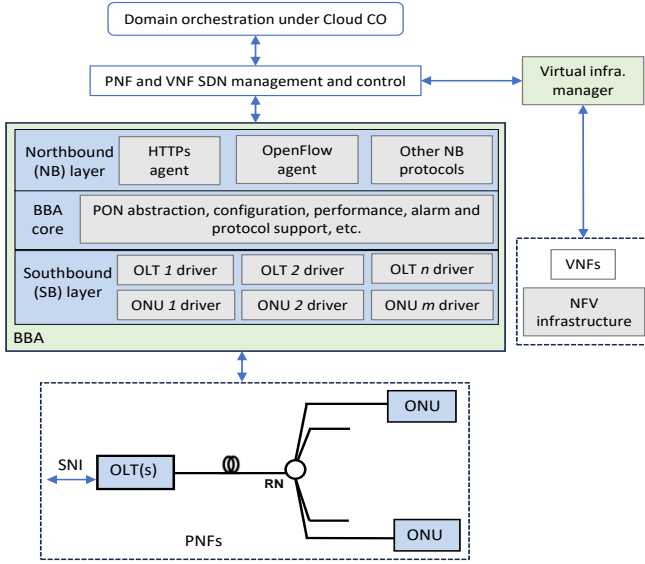 Domain orchestration under Cloud CO
PNF and VNF SDN management and control
Virtual infra.
manager
Northbound
(NB) layer
HTTPs
agent
OpenFlow
agent
Other NB
protocols
BBA
core
PON abstraction, configuration, performance, alarm and
protocol support, etc.
Southbound
(SB) layer
OLT 1 driver
OLT 2 driver
OLT n driver
ONU 1 driver
ONU 2 driver
ONU m driver
BBA
VNFs
NFV
infrastructure
ONU
SNI
OLT(s)
RN
ONU
PNFs